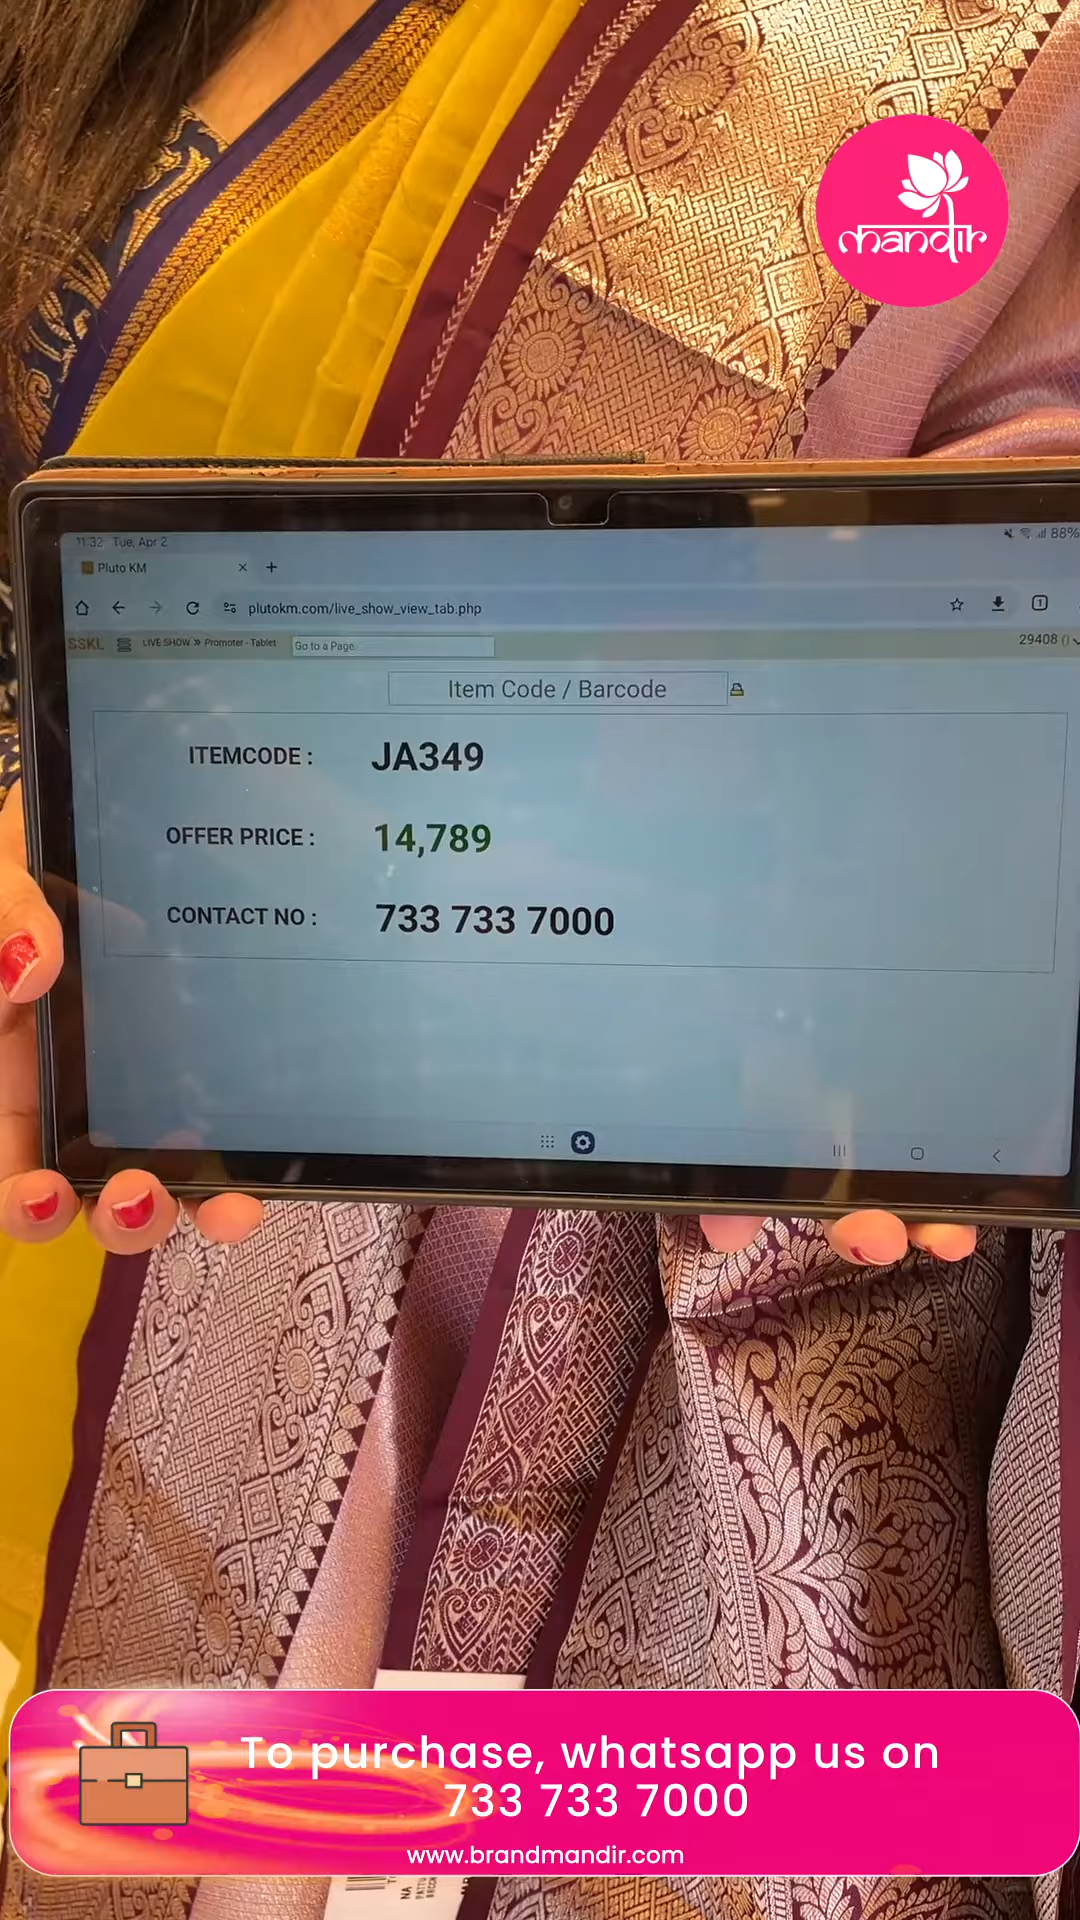 mandir
11:32 Tue, Apr 2
88%
Pluto KM
plutokm.com/live_show_view_tab.php
1
SSKL
LIVE SHOW » Promoter - Tablet
Go to a Page
29408 ()
Item Code / Barcode
ITEMCODE : JA349
OFFER PRICE : 14,789
CONTACT NO : 733 733 7000
To purchase, whatsapp us on
733 733 7000
www.brandmandir.com
NA